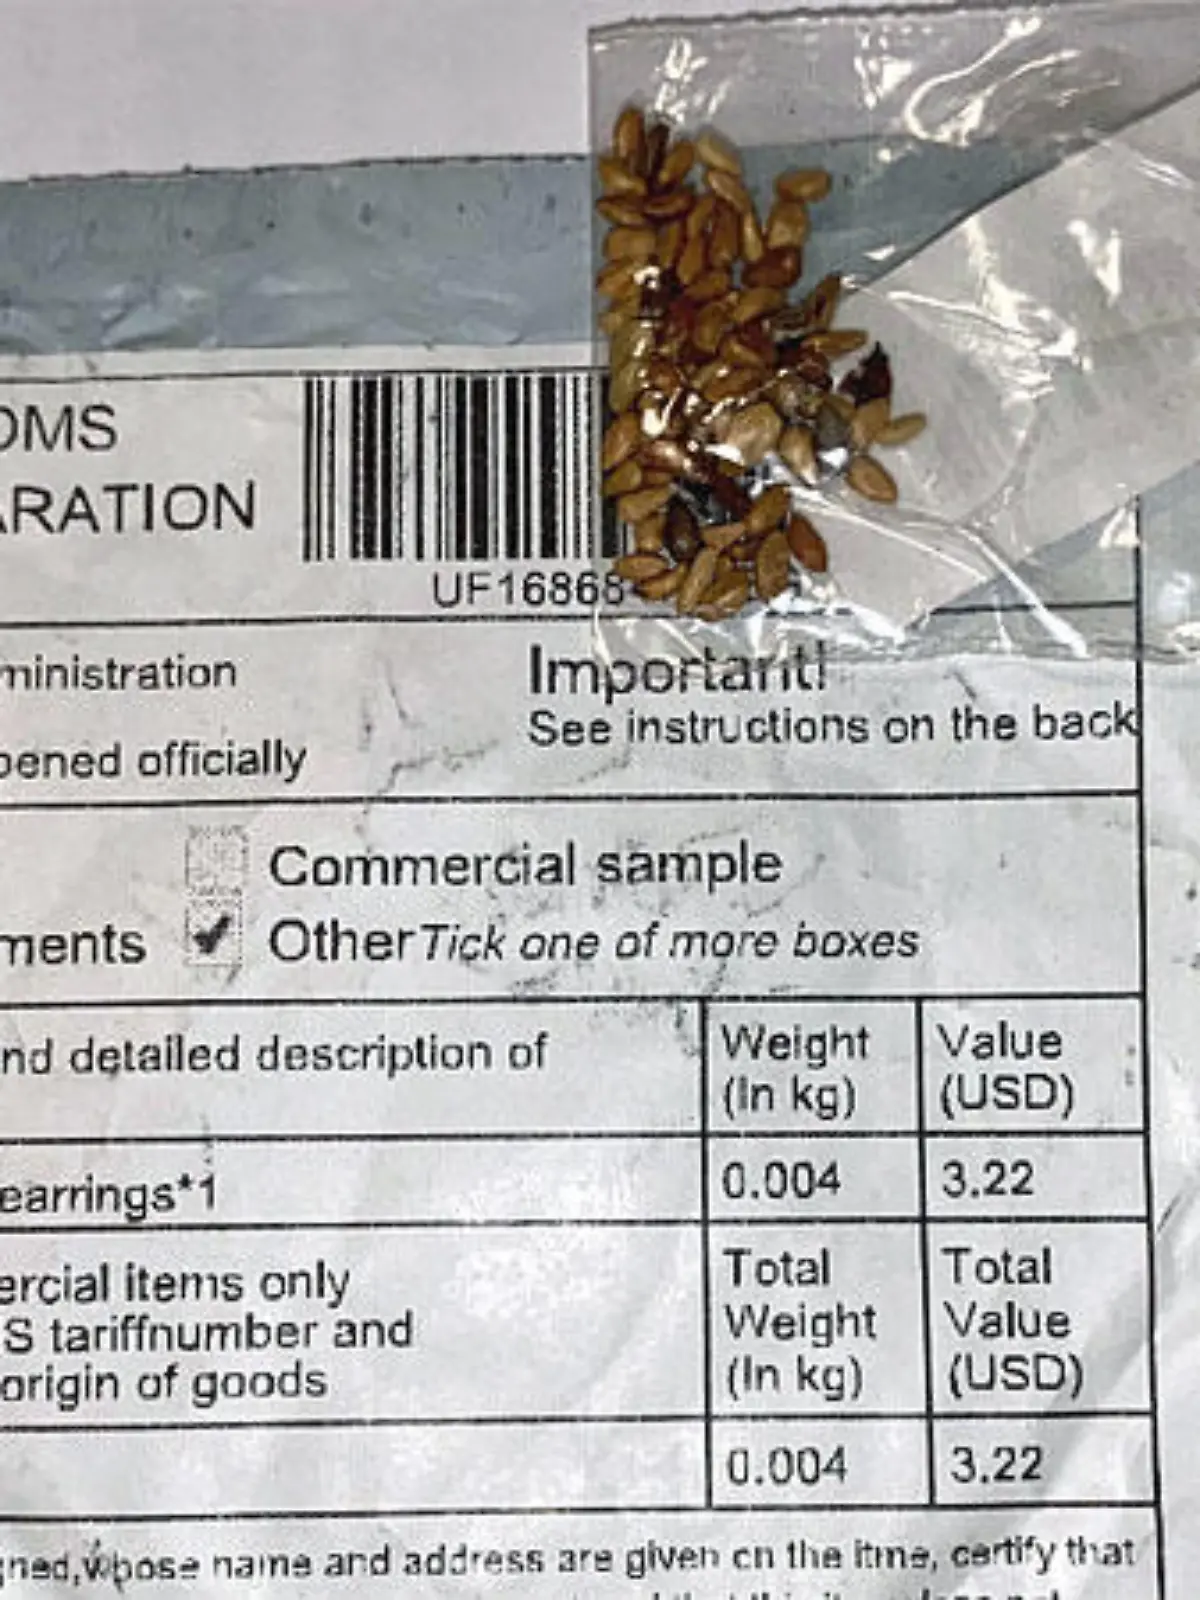 OMS
ARATION
UF16868
ministration
Important!
See instructions on the back
pened officially
Commercial sample
ments ✔ Other Tick one of more boxes
nd detailed description of
Weight
(In kg)
Value
(USD)
earrings*1
0.004
3.22
ercial items only
S tariffnumber and
origin of goods
Total
Weight
(In kg)
Total
Value
(USD)
0.004
3.22
gned,whose name and address are given on the itme, certify that